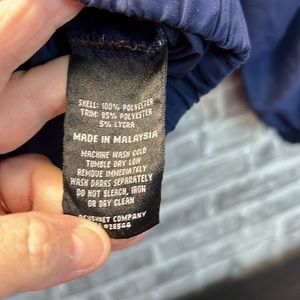 SHELL: 100% POLYESTER
TRIM: 95% POLYESTER
5% LYCRA
MADE IN MALAYSIA
MACHINE WASH COLD
TUMBLE DRY LOW
REMOVE IMMEDIATELY
WASH DARKS SEPARATELY
DO NOT BLEACH, IRON
OR DRY CLEAN
COMPANY